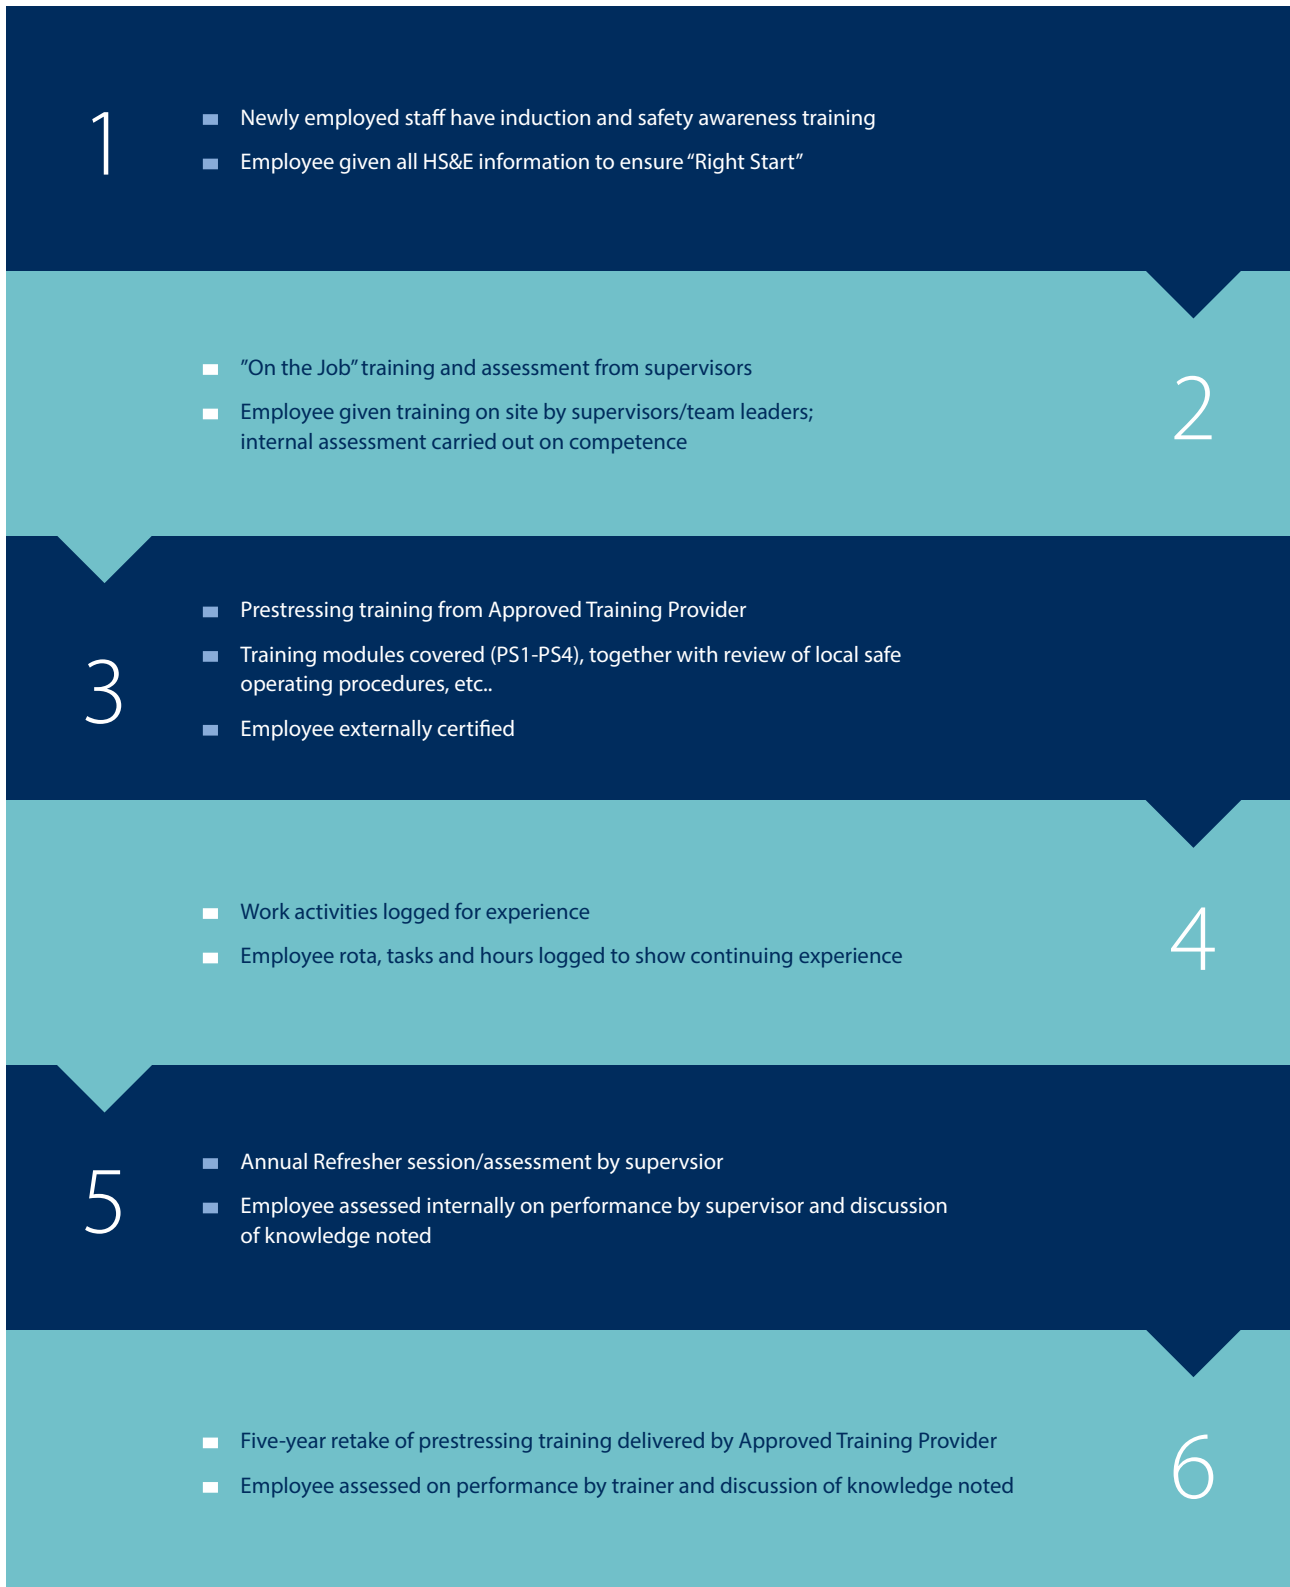 1
Newly employed staff have induction and safety awareness training
Employee given all HS&E information to ensure “Right Start”
2
”On the Job” training and assessment from supervisors
Employee given training on site by supervisors/team leaders;
internal assessment carried out on competence
3
Prestressing training from Approved Training Provider
Training modules covered (PS1-PS4), together with review of local safe
operating procedures, etc..
Employee externally certified
4
Work activities logged for experience
Employee rota, tasks and hours logged to show continuing experience
5
Annual Refresher session/assessment by supervsior
Employee assessed internally on performance by supervisor and discussion
of knowledge noted
6
Five-year retake of prestressing training delivered by Approved Training Provider
Employee assessed on performance by trainer and discussion of knowledge noted